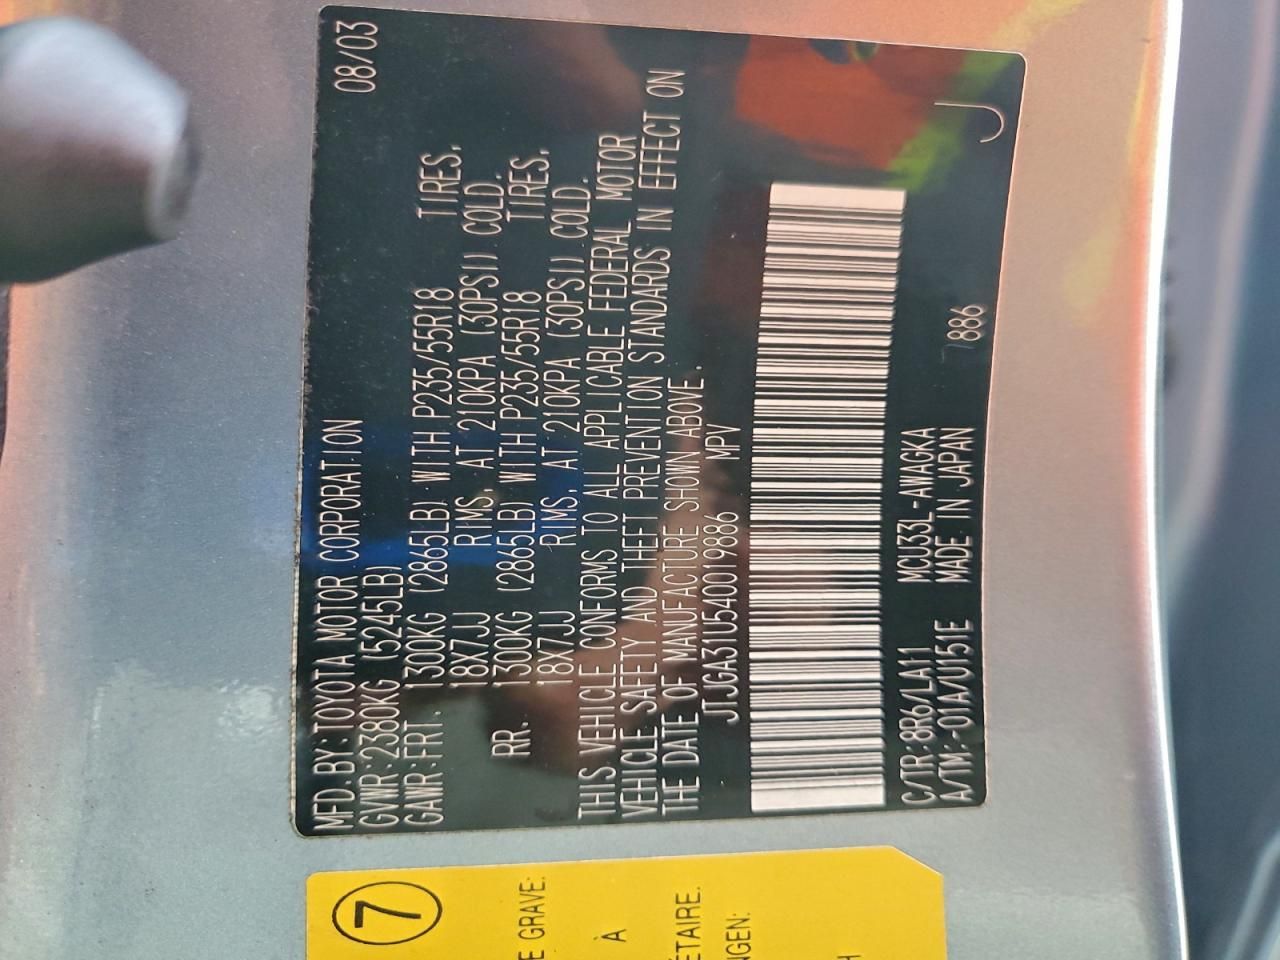 MFD. BY: TOYOTA MOTOR CORPORATION 08/03
GVWR: 2380KG (5245LB)
GAWR: FRT. 1300KG (2865LB) WITH P235/55R18 TIRES,
18X7JJ RIMS, AT 210KPA (30PSI) COLD.
RR. 1300KG (2865LB) WITH P235/55R18 TIRES,
18X7JJ RIMS, AT 210KPA (30PSI) COLD.
THIS VEHICLE CONFORMS TO ALL APPLICABLE FEDERAL MOTOR
VEHICLE SAFETY AND THEFT PREVENTION STANDARDS IN EFFECT ON
THE DATE OF MANUFACTURE SHOWN ABOVE.
JTJGA31U540019886 MPV
C/TR: 8R6/LA11 MCU33L-AWAGKA 7886
A/TM: -01A/U151E MADE IN JAPAN J
7
E GRAVE:
À
ÉTAIRE.
NGEN:
H